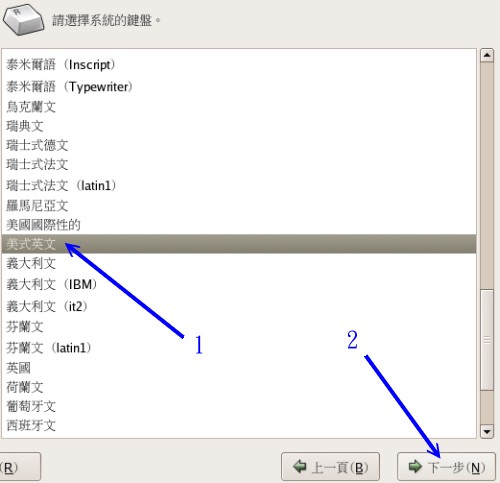 請選擇系統的鍵盤。
泰米爾語（Inscript）
泰米爾語（Typewriter）
烏克蘭文
瑞典文
瑞士式德文
瑞士式法文
瑞士式法文（latin1）
羅馬尼亞文
美國國際性的
美式英文
義大利文
義大利文（IBM）
義大利文（it2）
芬蘭文
芬蘭文（latin1）
英國
荷蘭文
葡萄牙文
西班牙文
1
2
(R)
上一頁(B)
下一步(N)